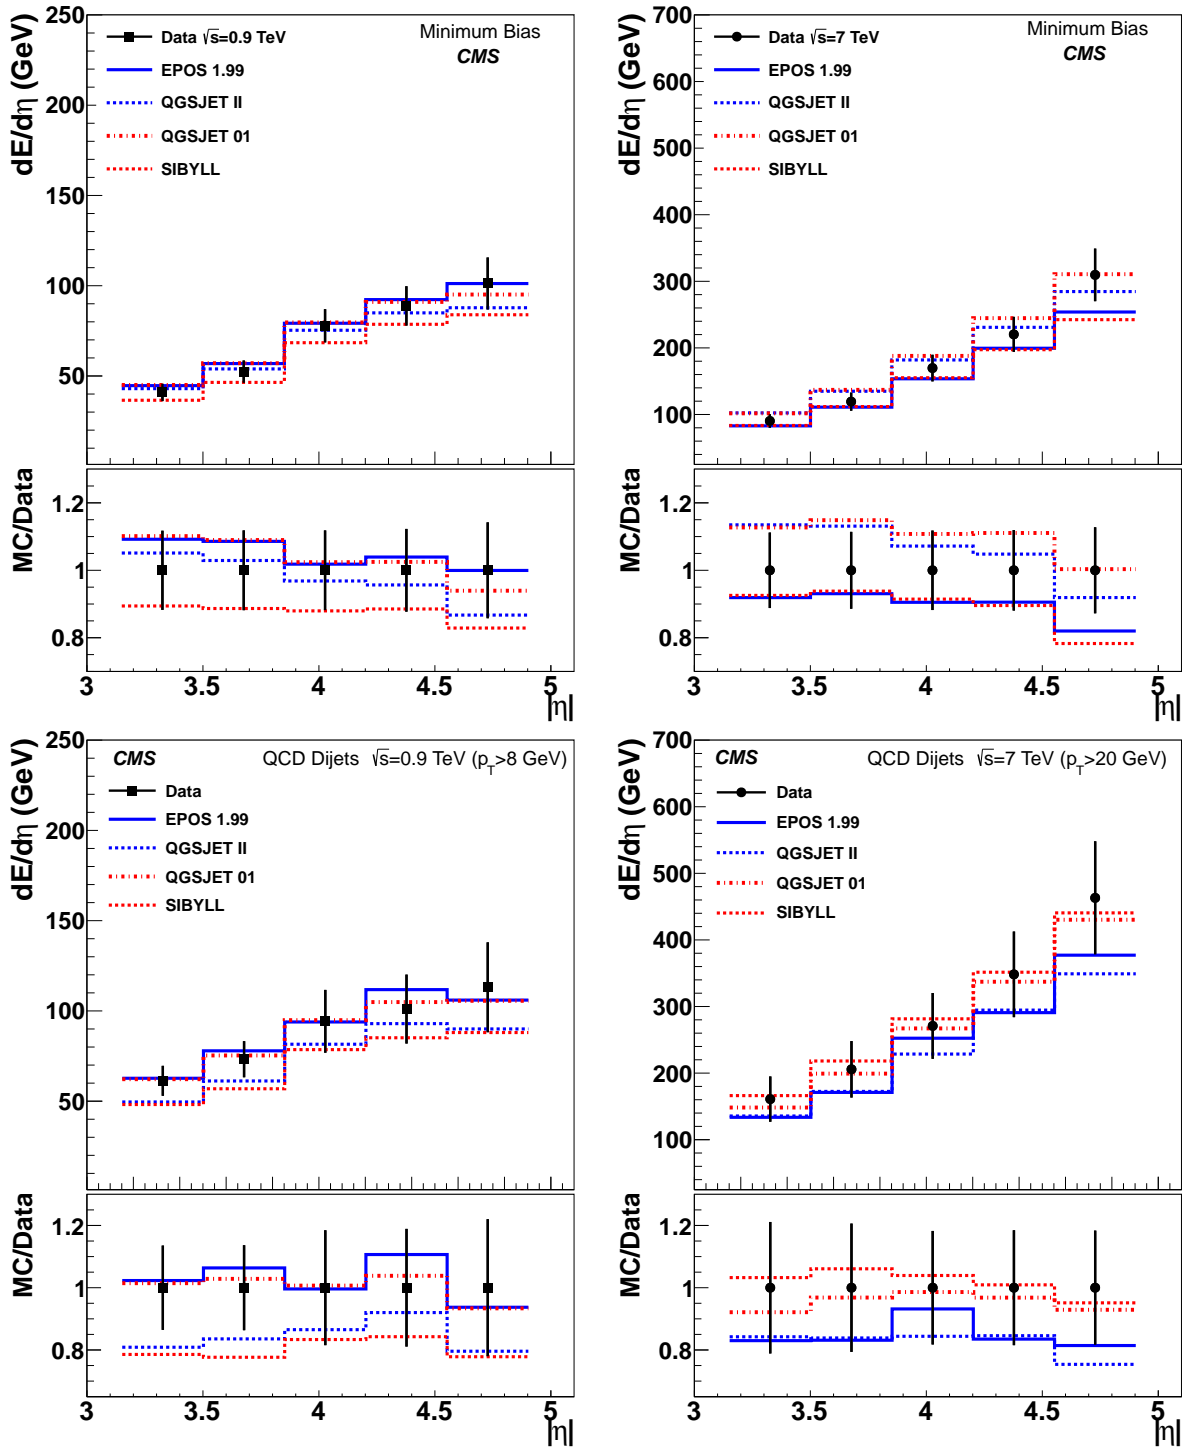 250
200
150
100
50
dE/dη (GeV)
Data √s=0.9 TeV
EPOS 1.99
QGSJET II
QGSJET 01
SIBYLL
Minimum Bias
CMS
1.2
1
0.8
MC/Data
3 3.5 4 4.5 5
|η|
700
600
500
400
300
200
100
dE/dη (GeV)
Data √s=7 TeV
EPOS 1.99
QGSJET II
QGSJET 01
SIBYLL
Minimum Bias
CMS
1.2
1
0.8
MC/Data
3 3.5 4 4.5 5
|η|
250
200
150
100
50
dE/dη (GeV)
CMS QCD Dijets √s=0.9 TeV (p_T>8 GeV)
Data
EPOS 1.99
QGSJET II
QGSJET 01
SIBYLL
1.2
1
0.8
MC/Data
3 3.5 4 4.5 5
|η|
700
600
500
400
300
200
100
dE/dη (GeV)
CMS QCD Dijets √s=7 TeV (p_T>20 GeV)
Data
EPOS 1.99
QGSJET II
QGSJET 01
SIBYLL
1.2
1
0.8
MC/Data
3 3.5 4 4.5 5
|η|